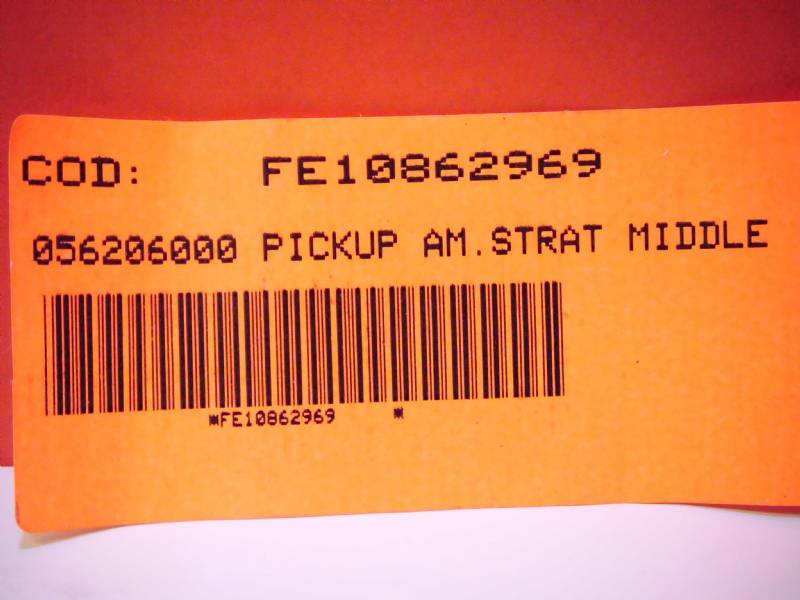 COD: FE10862969
056206000 PICKUP AM.STRAT MIDDLE
*FE10862969 *